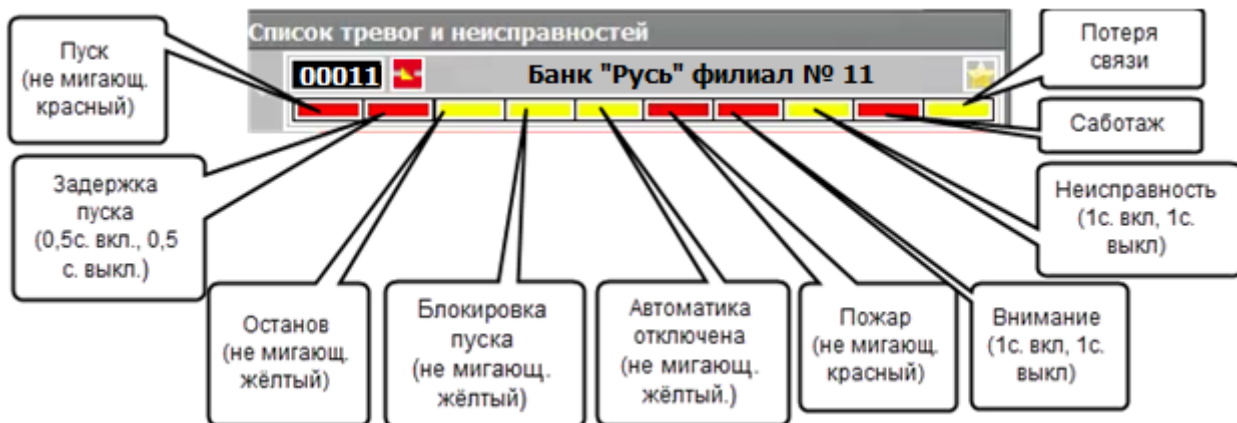 Список тревог и неисправностей
00011 Банк "Русь" филиал № 11
Пуск
(не мигающ.
красный)
Потеря
связи
Саботаж
Задержка
пуска
(0,5с. вкл., 0,5
с. выкл.)
Неисправность
(1с. вкл, 1с.
выкл)
Останов
(не мигающ.
жёлтый)
Блокировка
пуска
(не мигающ.
жёлтый)
Автоматика
отключена
(не мигающ.
жёлтый.)
Пожар
(не мигающ.
красный)
Внимание
(1с. вкл, 1с.
выкл)